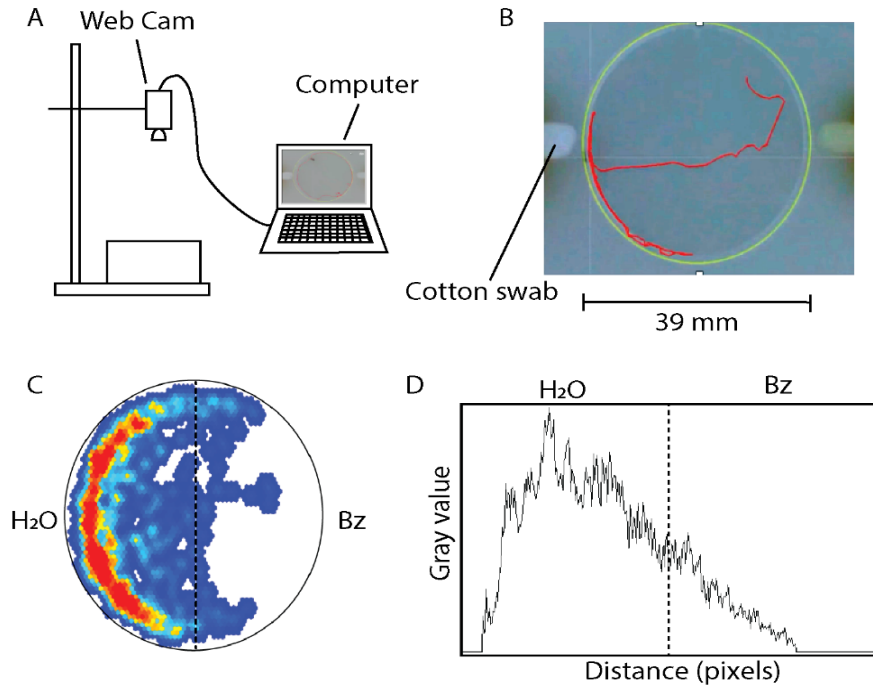 A
Web Cam
Computer
B
Cotton swab
39 mm
C
H₂O
Bz
D
H₂O
Bz
Gray value
Distance (pixels)